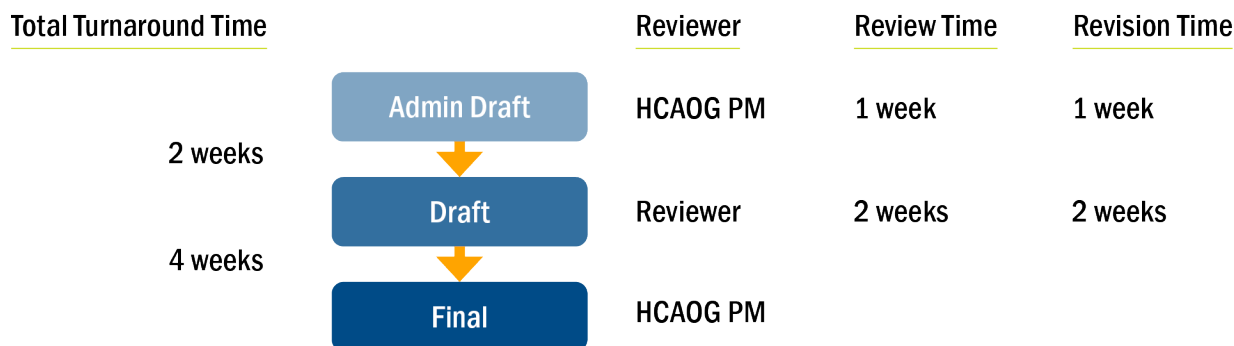 Total Turnaround Time Reviewer Review Time Revision Time
Admin Draft HCAOG PM 1 week 1 week
2 weeks
Draft Reviewer 2 weeks 2 weeks
4 weeks
Final HCAOG PM